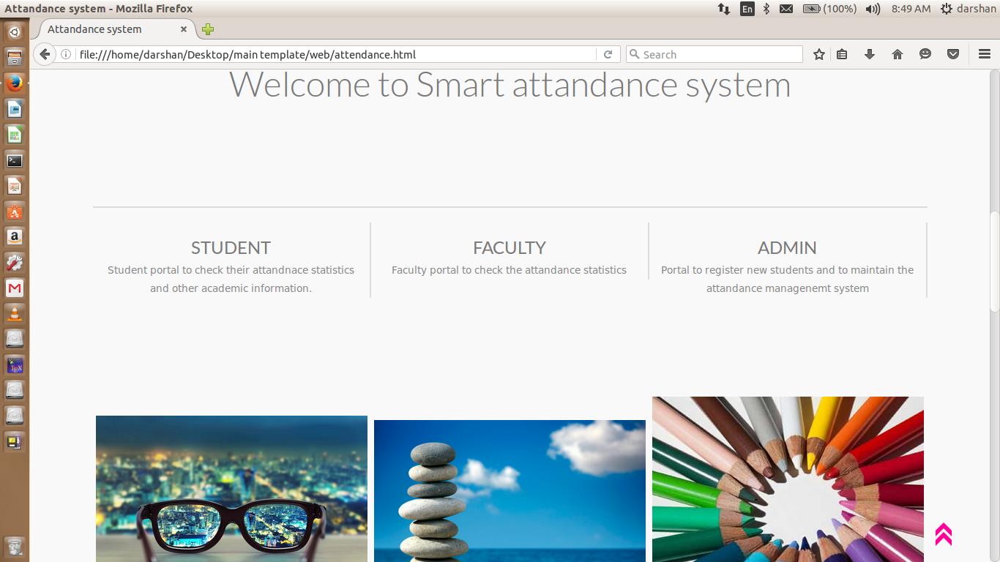 Attandance system - Mozilla Firefox
En
(100%)
8:49 AM
darshan
Attandance system
file:///home/darshan/Desktop/main template/web/attendance.html
Search
Welcome to Smart attandance system
STUDENT
Student portal to check their attandnace statistics
and other academic information.
FACULTY
Faculty portal to check the attandance statistics
ADMIN
Portal to register new students and to maintain the
attandance managenemt system